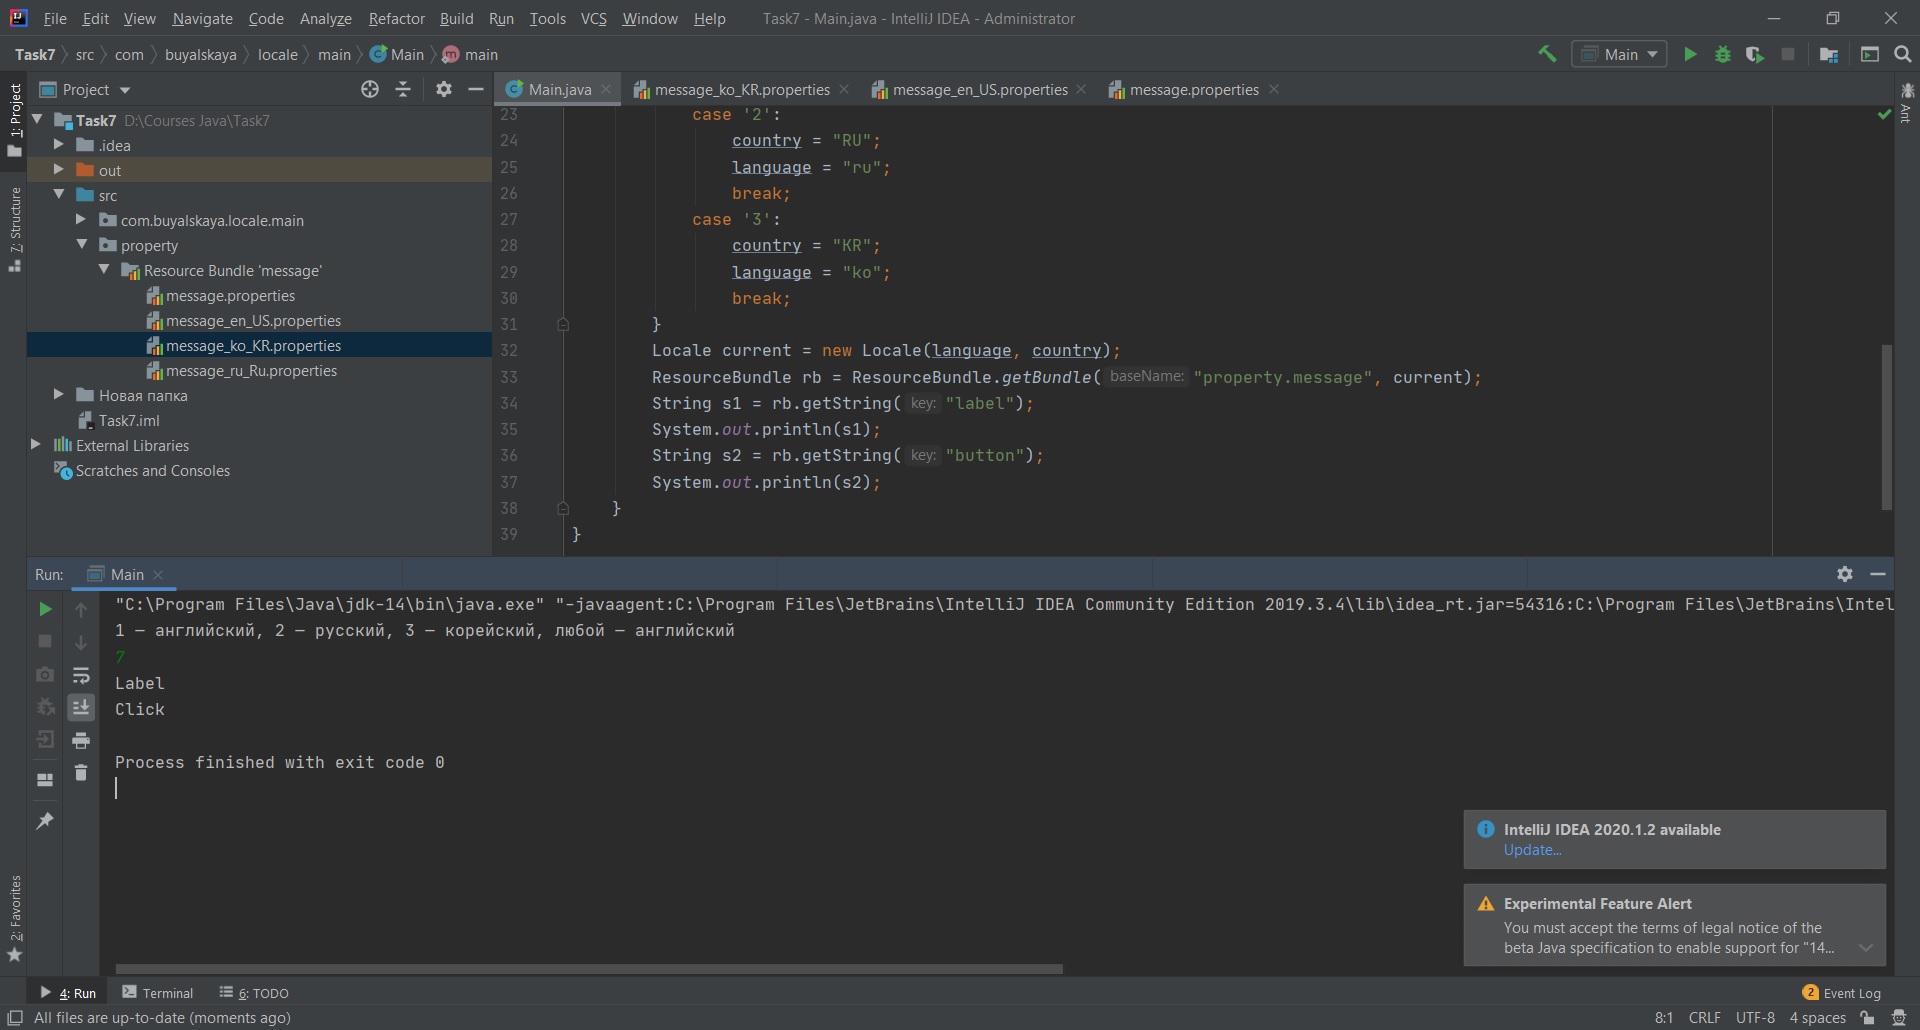 File Edit View Navigate Code Analyze Refactor Build Run Tools VCS Window Help Task7 - Main.java - IntelliJ IDEA - Administrator
Task7 src com buyalskaya locale main Main main Main
1: Project
7: Structure
2: Favorites
Ant
Project
Task7 D:\Courses Java\Task7
.idea
out
src
com.buyalskaya.locale.main
property
Resource Bundle 'message'
message.properties
message_en_US.properties
message_ko_KR.properties
message_ru_Ru.properties
Новая папка
Task7.iml
External Libraries
Scratches and Consoles
Main.java message_ko_KR.properties message_en_US.properties message.properties
23 case '2':
24 country = "RU";
25 language = "ru";
26 break;
27 case '3':
28 country = "KR";
29 language = "ko";
30 break;
31 }
32 Locale current = new Locale(language, country);
33 ResourceBundle rb = ResourceBundle.getBundle( baseName: "property.message", current);
34 String s1 = rb.getString( key: "label");
35 System.out.println(s1);
36 String s2 = rb.getString( key: "button");
37 System.out.println(s2);
38 }
39 }
Run: Main
"C:\Program Files\Java\jdk-14\bin\java.exe" "-javaagent:C:\Program Files\JetBrains\IntelliJ IDEA Community Edition 2019.3.4\lib\idea_rt.jar=54316:C:\Program Files\JetBrains\Intel
1 – английский, 2 – русский, 3 – корейский, любой – английский
7
Label
Click
Process finished with exit code 0
IntelliJ IDEA 2020.1.2 available
Update...
Experimental Feature Alert
You must accept the terms of legal notice of the
beta Java specification to enable support for "14...
4: Run Terminal 6: TODO 2 Event Log
All files are up-to-date (moments ago) 8:1 CRLF UTF-8 4 spaces